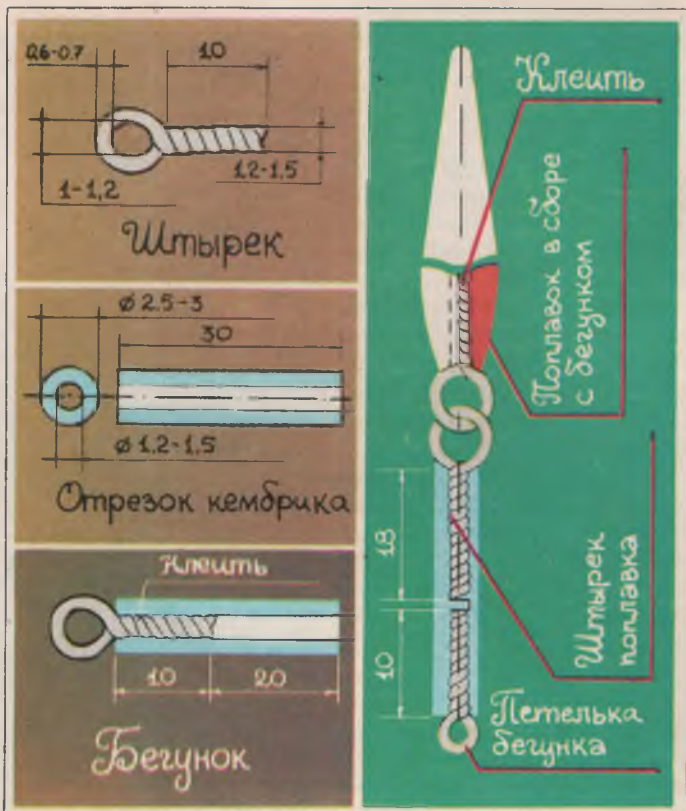 0.6-0.7
10
1-1,2
1.2-1.5
Штырек
⌀ 2.5-3
30
⌀ 1.2-1.5
Отрезок кембрика
Клеить
10 20
Бегунок
Клеить
Поплавок в сборе
с бегунком
18
10
Штырек
поплавка
Петелька
бегунка